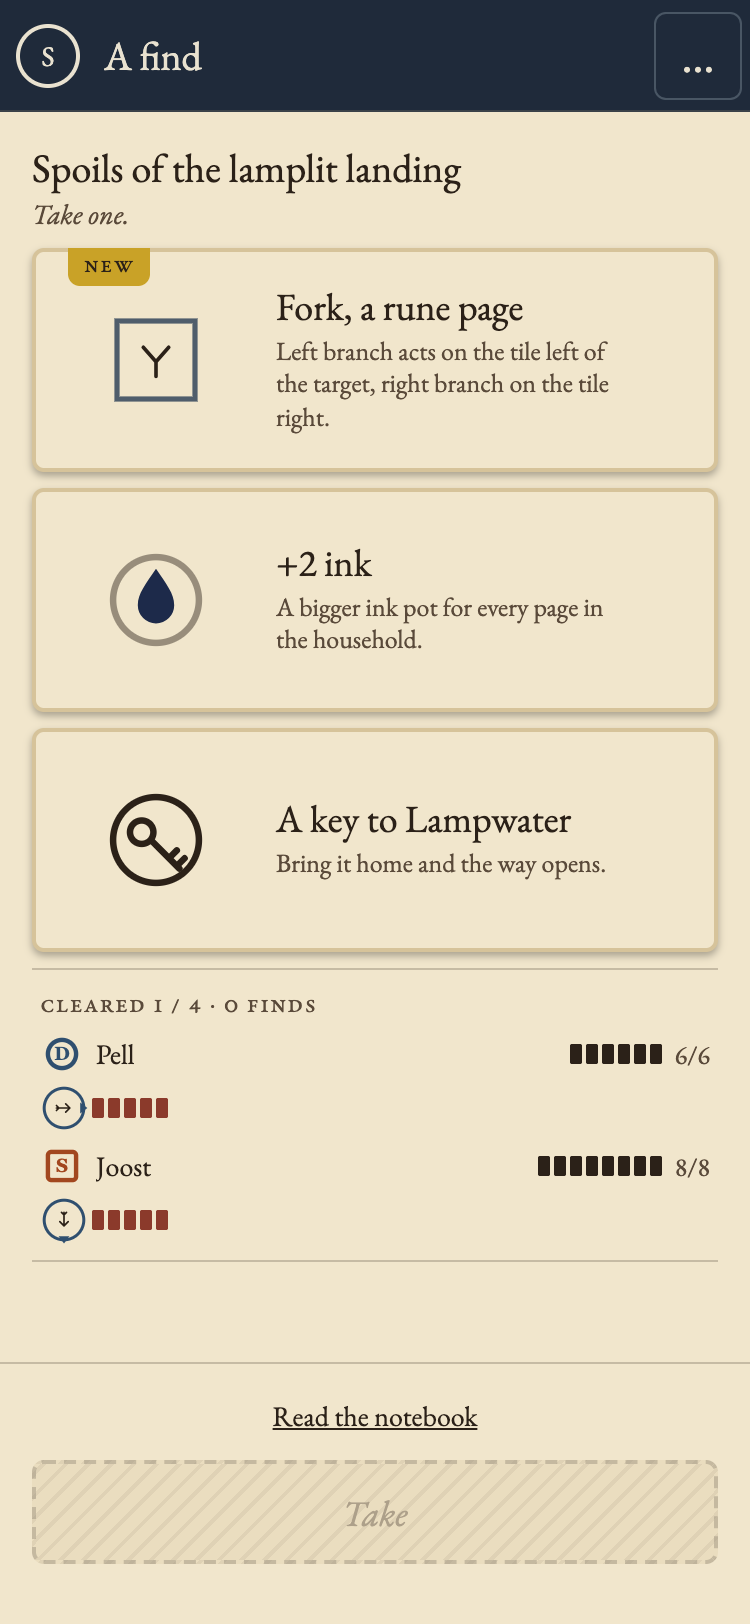 S A find ...
Spoils of the lamplit landing
Take one.
NEW
Fork, a rune page
Left branch acts on the tile left of
the target, right branch on the tile
right.
+2 ink
A bigger ink pot for every page in
the household.
A key to Lampwater
Bring it home and the way opens.
CLEARED 1 / 4 · 0 FINDS
D Pell 6/6
S Joost 8/8
Read the notebook
Take